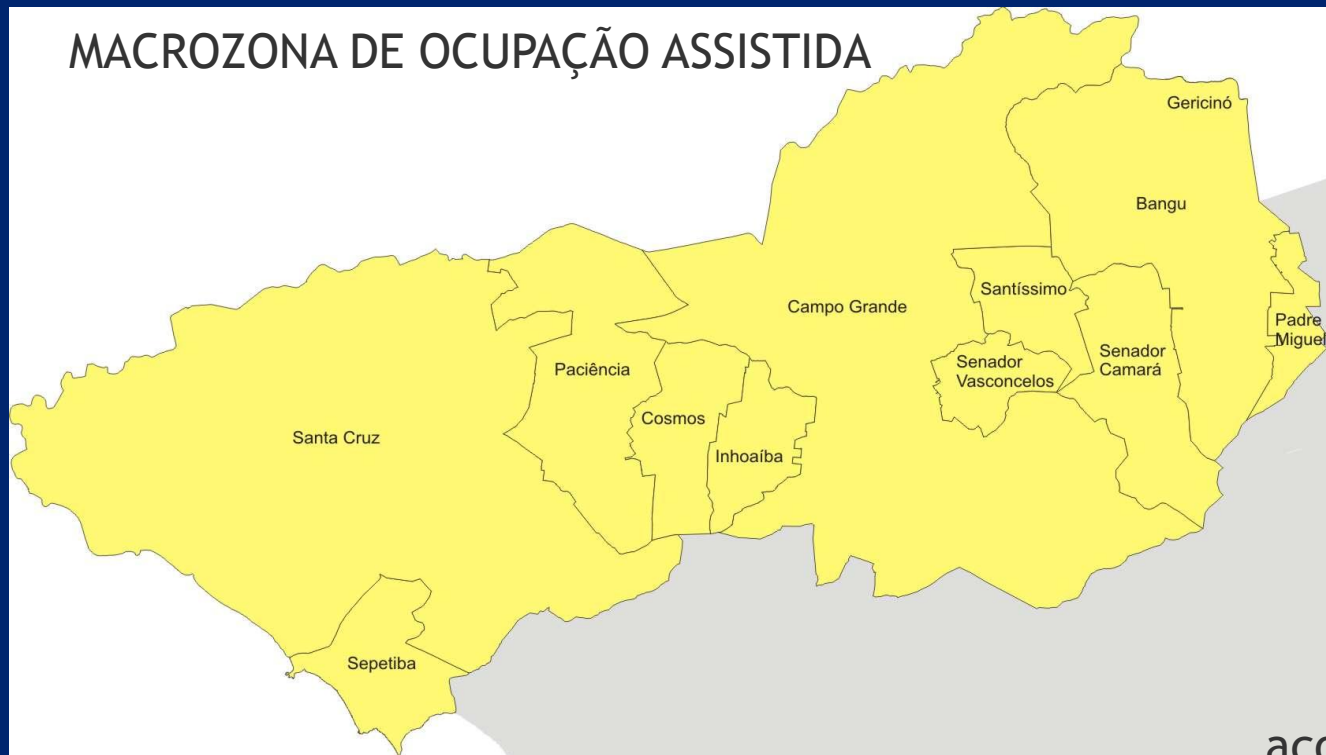 MACROZONA DE OCUPAÇÃO ASSISTIDA
Gericinó
Bangu
Santíssimo
Campo Grande
Padre
Miguel
Senador
Camará
Senador
Vasconcelos
Paciência
Cosmos
Santa Cruz
Inhoaíba
Sepetiba